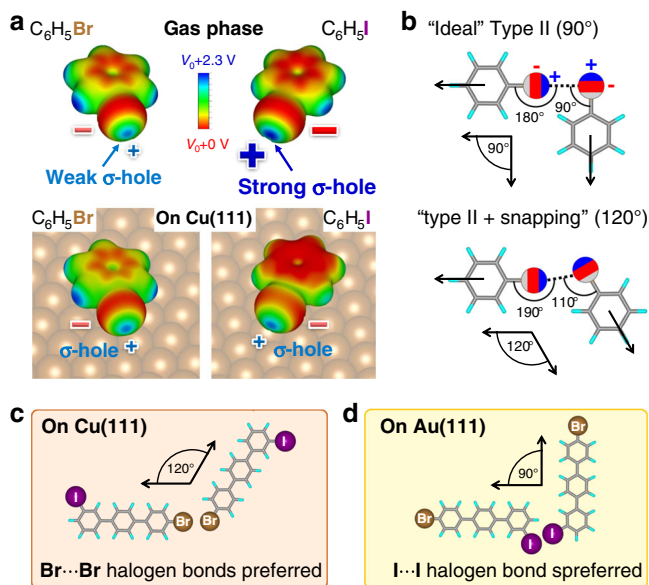 a
C₆H₅Br
Gas phase
C₆H₅I
V₀+2.3 V
V₀+0 V
Weak σ-hole
Strong σ-hole
C₆H₅Br
On Cu(111)
C₆H₅I
σ-hole
σ-hole
b
"Ideal" Type II (90°)
- + + -
180°
90°
90°
"type II + snapping" (120°)
190°
110°
120°
c
On Cu(111)
120°
I
I
Br
Br
Br···Br halogen bonds preferred
d
On Au(111)
Br
90°
Br
I
I
I···I halogen bond spreferred